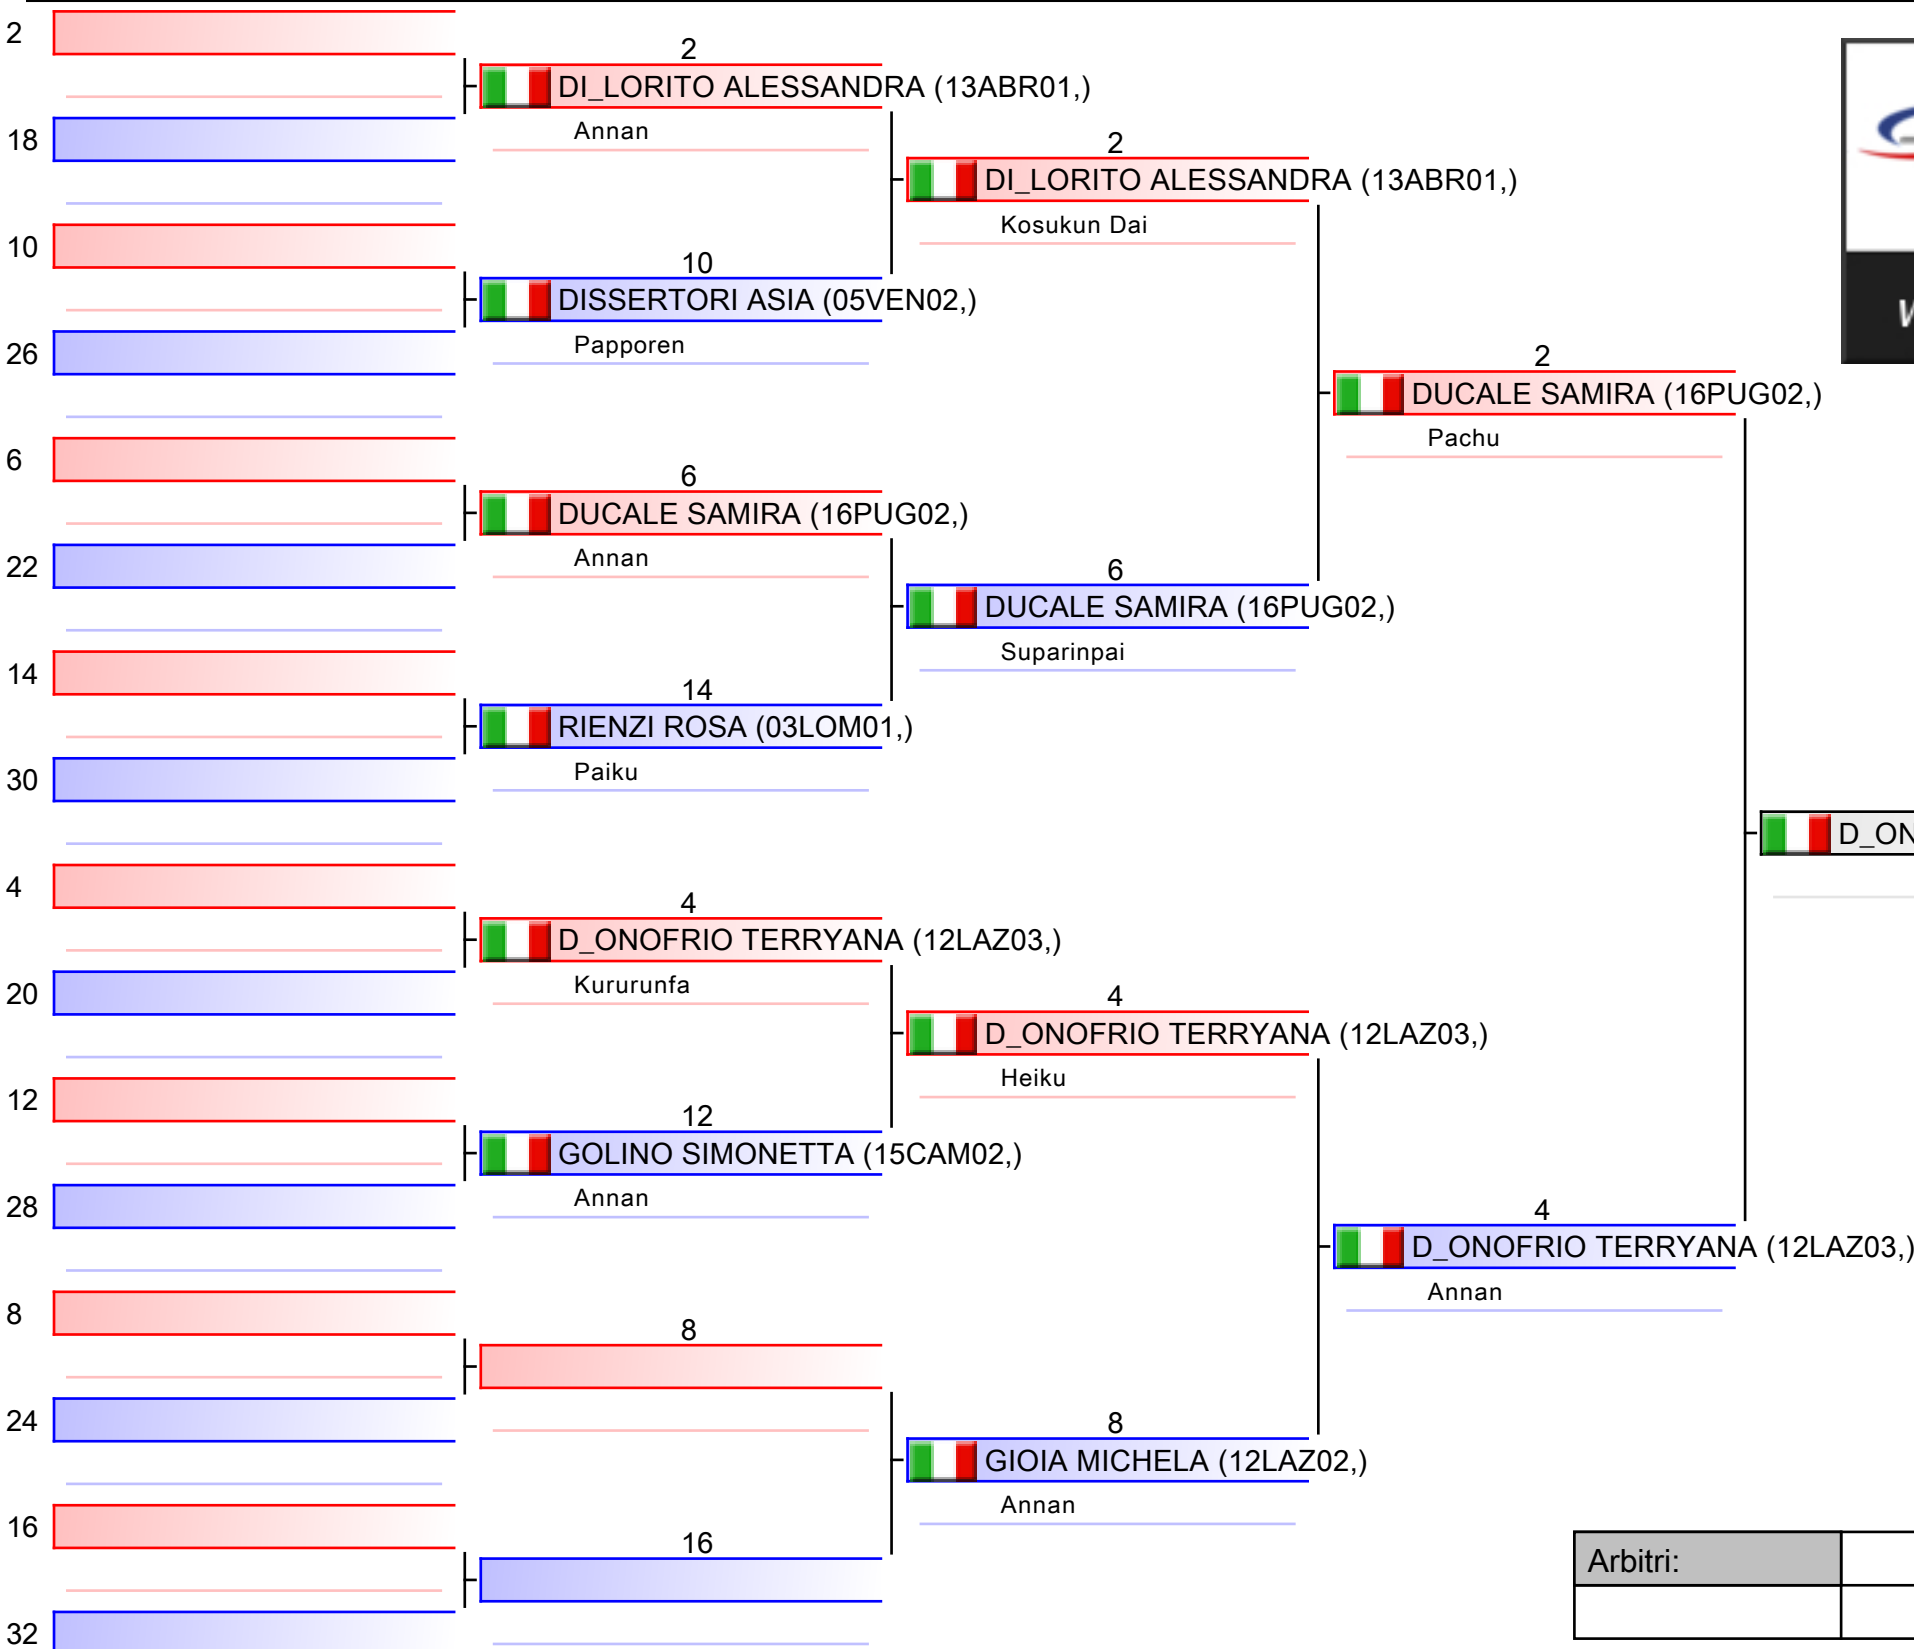 2
18
10
26
6
22
14
30
4
20
12
28
8
24
16
32
2
DI_LORITO ALESSANDRA (13ABR01,)
Annan
10
DISSERTORI ASIA (05VEN02,)
Papporen
6
DUCALE SAMIRA (16PUG02,)
Annan
14
RIENZI ROSA (03LOM01,)
Paiku
4
D_ONOFRIO TERRYANA (12LAZ03,)
Kururunfa
12
GOLINO SIMONETTA (15CAM02,)
Annan
8
16
2
DI_LORITO ALESSANDRA (13ABR01,)
Kosukun Dai
6
DUCALE SAMIRA (16PUG02,)
Suparinpai
4
D_ONOFRIO TERRYANA (12LAZ03,)
Heiku
8
GIOIA MICHELA (12LAZ02,)
Annan
2
DUCALE SAMIRA (16PUG02,)
Pachu
4
D_ONOFRIO TERRYANA (12LAZ03,)
Annan
D_ON
Arbitri: